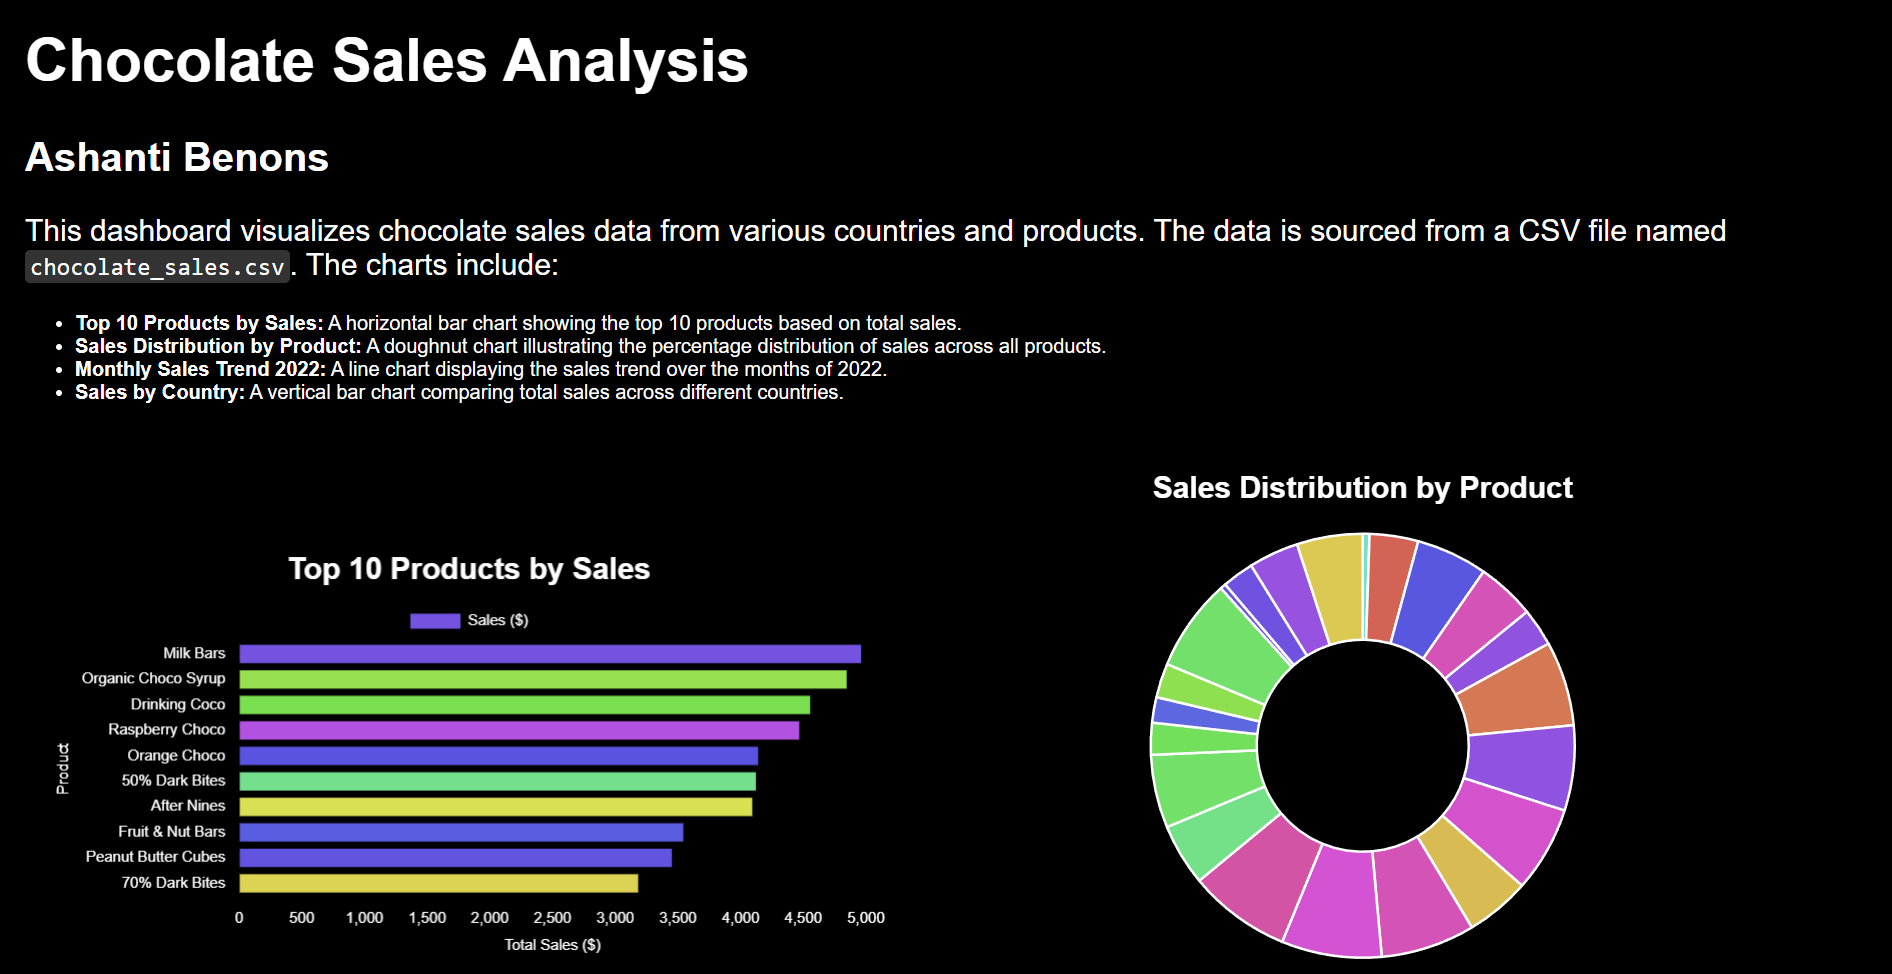 Chocolate Sales Analysis
Ashanti Benons
This dashboard visualizes chocolate sales data from various countries and products. The data is sourced from a CSV file named
chocolate_sales.csv. The charts include:
• Top 10 Products by Sales: A horizontal bar chart showing the top 10 products based on total sales.
• Sales Distribution by Product: A doughnut chart illustrating the percentage distribution of sales across all products.
• Monthly Sales Trend 2022: A line chart displaying the sales trend over the months of 2022.
• Sales by Country: A vertical bar chart comparing total sales across different countries.
Top 10 Products by Sales
Sales ($)
Product
Milk Bars
Organic Choco Syrup
Drinking Coco
Raspberry Choco
Orange Choco
50% Dark Bites
After Nines
Fruit & Nut Bars
Peanut Butter Cubes
70% Dark Bites
0 500 1,000 1,500 2,000 2,500 3,000 3,500 4,000 4,500 5,000
Total Sales ($)
Sales Distribution by Product